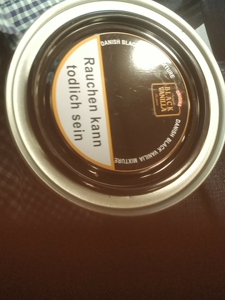 Rauchen kann
tödlich sein
BLACK
VANILLA
DANISH BLACK VANILLA MIXTURE
DANISH BLACK